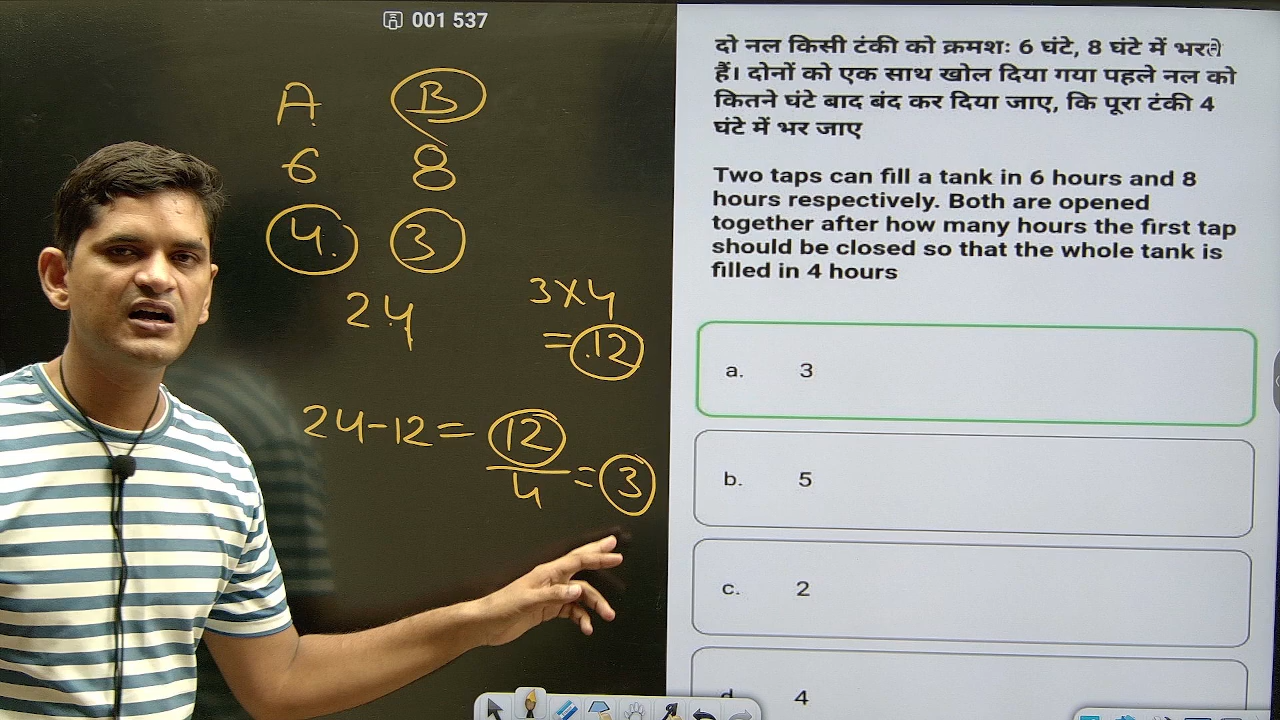 001 537
A B
6 8
4 3
24
3×4
=12
24-12= 12
4 =3
दो नल किसी टंकी को क्रमशः 6 घंटे, 8 घंटे में भरते
हैं। दोनों को एक साथ खोल दिया गया पहले नल को
कितने घंटे बाद बंद कर दिया जाए, कि पूरा टंकी 4
घंटे में भर जाए
Two taps can fill a tank in 6 hours and 8
hours respectively. Both are opened
together after how many hours the first tap
should be closed so that the whole tank is
filled in 4 hours
a. 3
b. 5
c. 2
d 4